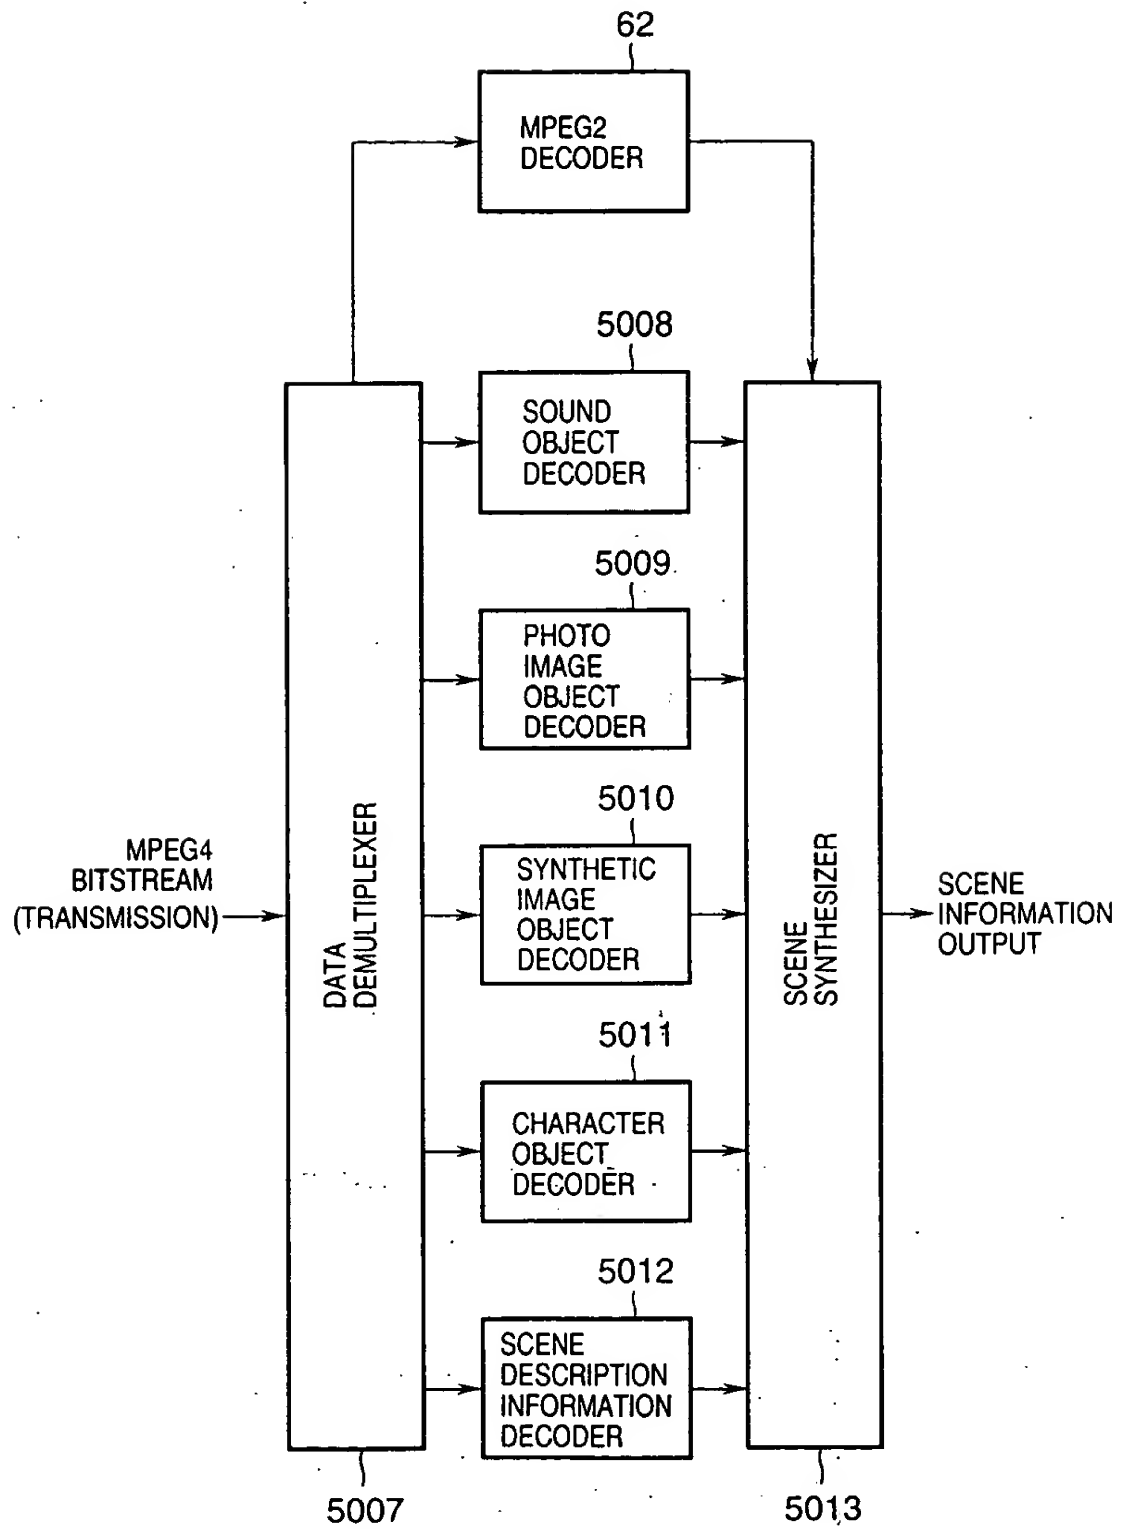 62
MPEG2
DECODER
5008
SOUND
OBJECT
DECODER
5009
PHOTO
IMAGE
OBJECT
DECODER
5010
SYNTHETIC
IMAGE
OBJECT
DECODER
5011
CHARACTER
OBJECT
DECODER
5012
SCENE
DESCRIPTION
INFORMATION
DECODER
MPEG4
BITSTREAM
(TRANSMISSION)
DATA
DEMULTIPLEXER
5007
SCENE
SYNTHESIZER
5013
SCENE
INFORMATION
OUTPUT